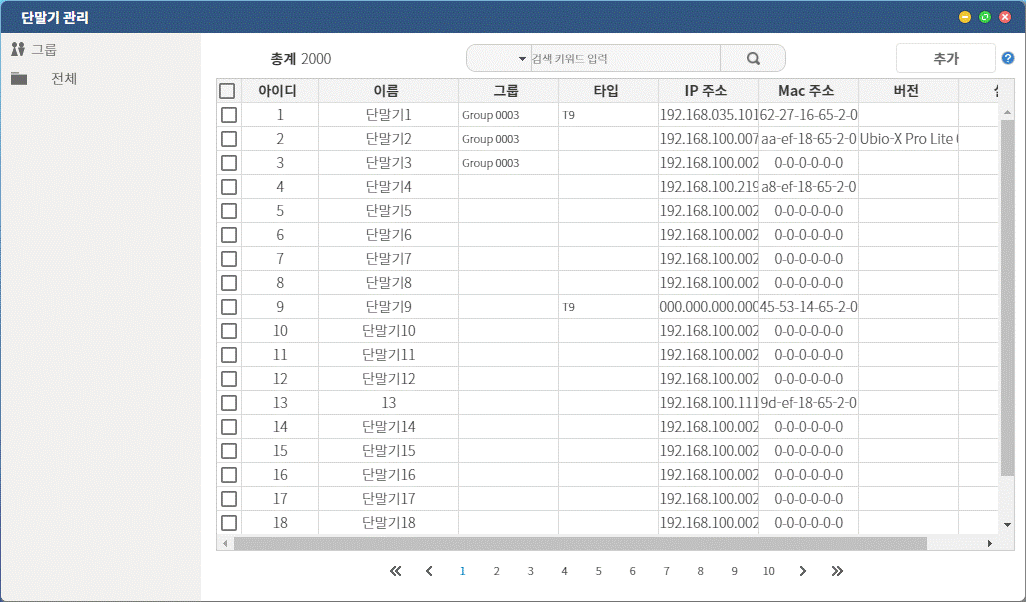 단말기 관리
그룹
전체
총계 2000
검색 키워드 입력
추가
아이디 이름 그룹 타입 IP 주소 Mac 주소 버전
1 단말기1 Group 0003 T9 192.168.035.101 62-27-16-65-2-0
2 단말기2 Group 0003 192.168.100.007 aa-ef-18-65-2-0 Ubio-X Pro Lite
3 단말기3 Group 0003 192.168.100.002 0-0-0-0-0-0
4 단말기4 192.168.100.219 a8-ef-18-65-2-0
5 단말기5 192.168.100.002 0-0-0-0-0-0
6 단말기6 192.168.100.002 0-0-0-0-0-0
7 단말기7 192.168.100.002 0-0-0-0-0-0
8 단말기8 192.168.100.002 0-0-0-0-0-0
9 단말기9 T9 000.000.000.000 45-53-14-65-2-0
10 단말기10 192.168.100.002 0-0-0-0-0-0
11 단말기11 192.168.100.002 0-0-0-0-0-0
12 단말기12 192.168.100.002 0-0-0-0-0-0
13 13 192.168.100.111 9d-ef-18-65-2-0
14 단말기14 192.168.100.002 0-0-0-0-0-0
15 단말기15 192.168.100.002 0-0-0-0-0-0
16 단말기16 192.168.100.002 0-0-0-0-0-0
17 단말기17 192.168.100.002 0-0-0-0-0-0
18 단말기18 192.168.100.002 0-0-0-0-0-0
1 2 3 4 5 6 7 8 9 10